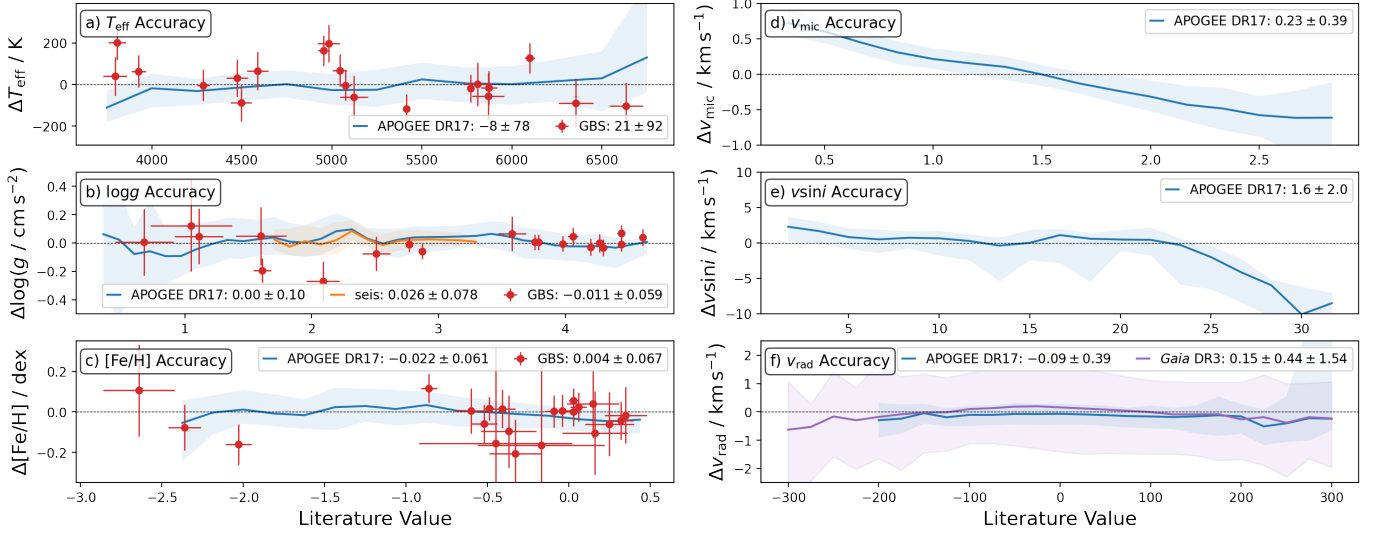 a) T_eff Accuracy
ΔT_eff / K
200
0
−200
APOGEE DR17: −8 ± 78
GBS: 21 ± 92
4000 4500 5000 5500 6000 6500
b) logg Accuracy
Δlog(g / cm s⁻²)
0.4
0.2
0.0
−0.2
−0.4
APOGEE DR17: 0.00 ± 0.10
seis: 0.026 ± 0.078
GBS: −0.011 ± 0.059
1 2 3 4
c) [Fe/H] Accuracy
Δ[Fe/H] / dex
0.2
0.0
−0.2
APOGEE DR17: −0.022 ± 0.061
GBS: 0.004 ± 0.067
−3.0 −2.5 −2.0 −1.5 −1.0 −0.5 0.0 0.5
Literature Value
d) v_mic Accuracy
Δv_mic / km s⁻¹
1.0
0.5
0.0
−0.5
−1.0
APOGEE DR17: 0.23 ± 0.39
0.5 1.0 1.5 2.0 2.5
e) vsini Accuracy
Δvsini / km s⁻¹
10
5
0
−5
−10
APOGEE DR17: 1.6 ± 2.0
5 10 15 20 25 30
f) v_rad Accuracy
Δv_rad / km s⁻¹
2
1
0
−1
−2
APOGEE DR17: −0.09 ± 0.39
Gaia DR3: 0.15 ± 0.44 ± 1.54
−300 −200 −100 0 100 200 300
Literature Value